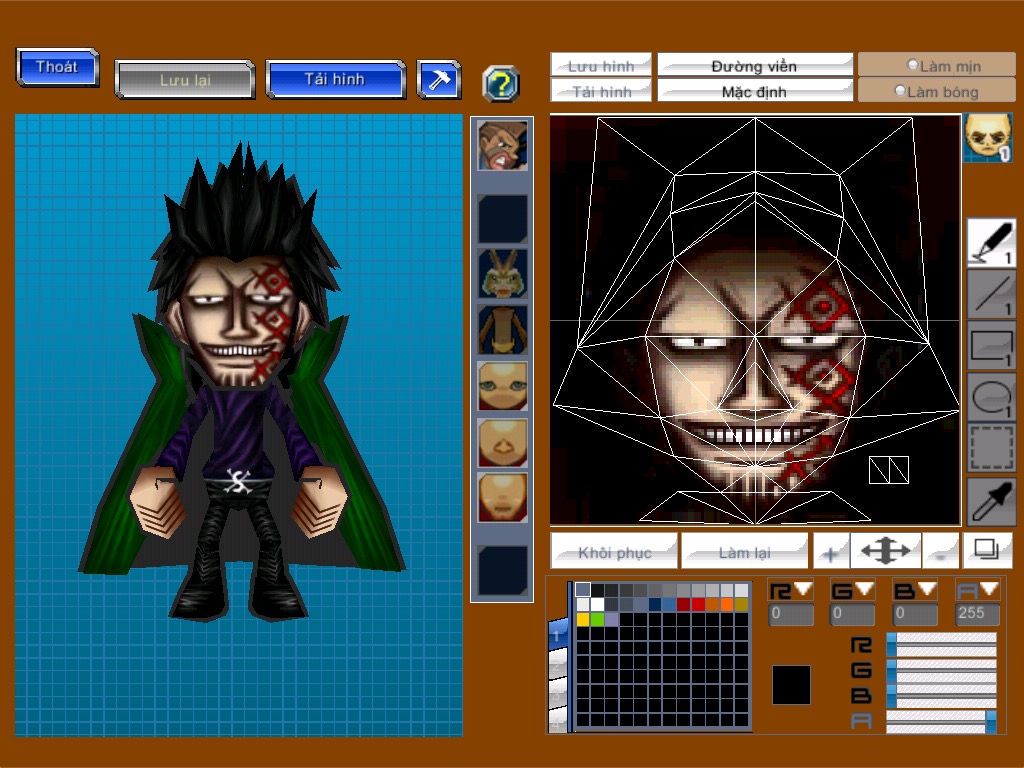 Thoát
Lưu lại
Tải hình
?
Lưu hình
Đường viền
Làm mịn
Tải hình
Mặc định
Làm bóng
1
1
1
1
1
Khôi phục
Làm lại
+
-
R
G
B
A
0
0
0
255
1
R
G
B
A